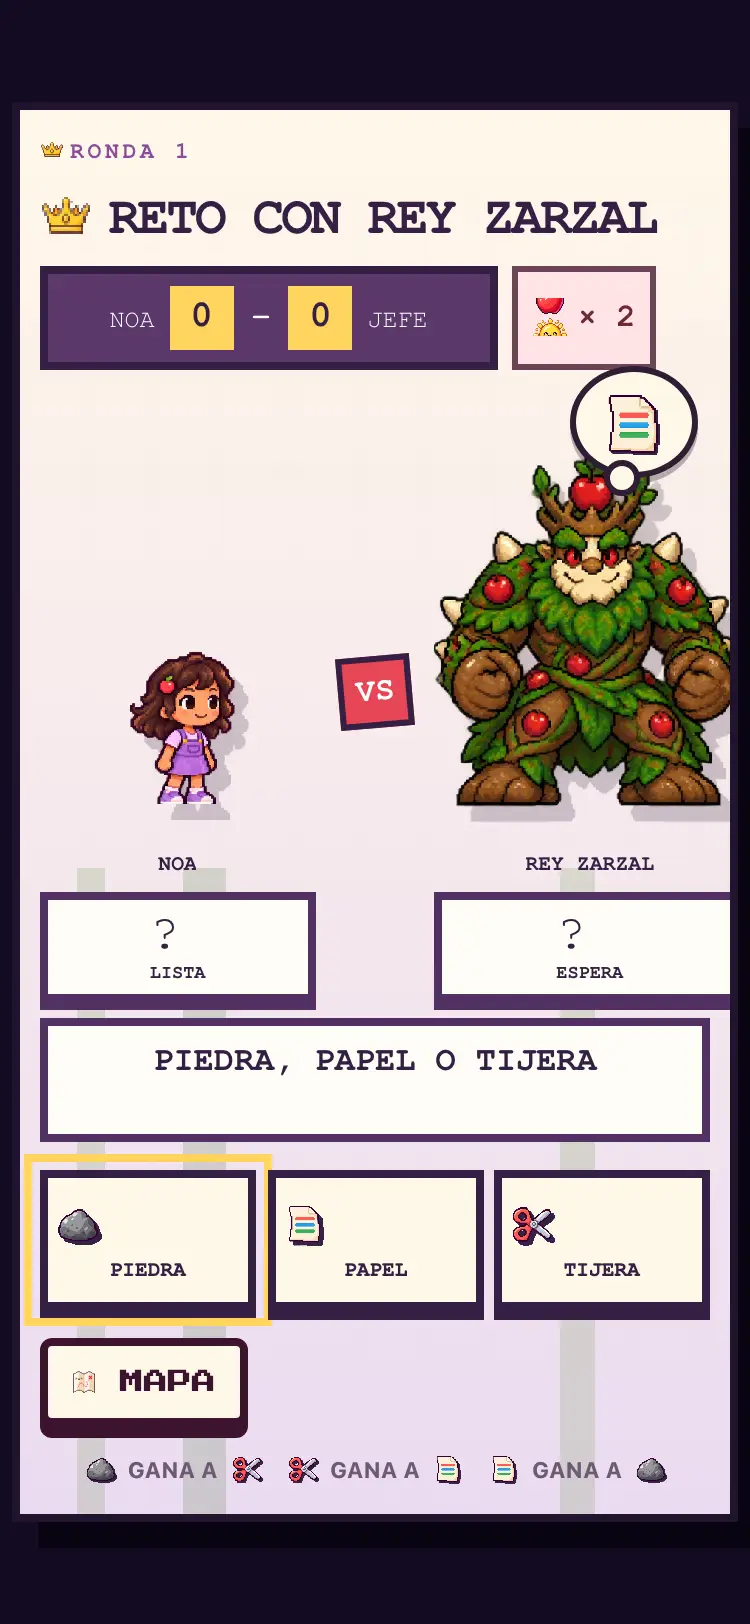 RONDA 1
RETO CON REY ZARZAL
NOA 0 – 0 JEFE
× 2
VS
NOA
REY ZARZAL
?
LISTA
?
ESPERA
PIEDRA, PAPEL O TIJERA
PIEDRA
PAPEL
TIJERA
MAPA
GANA A GANA A GANA A